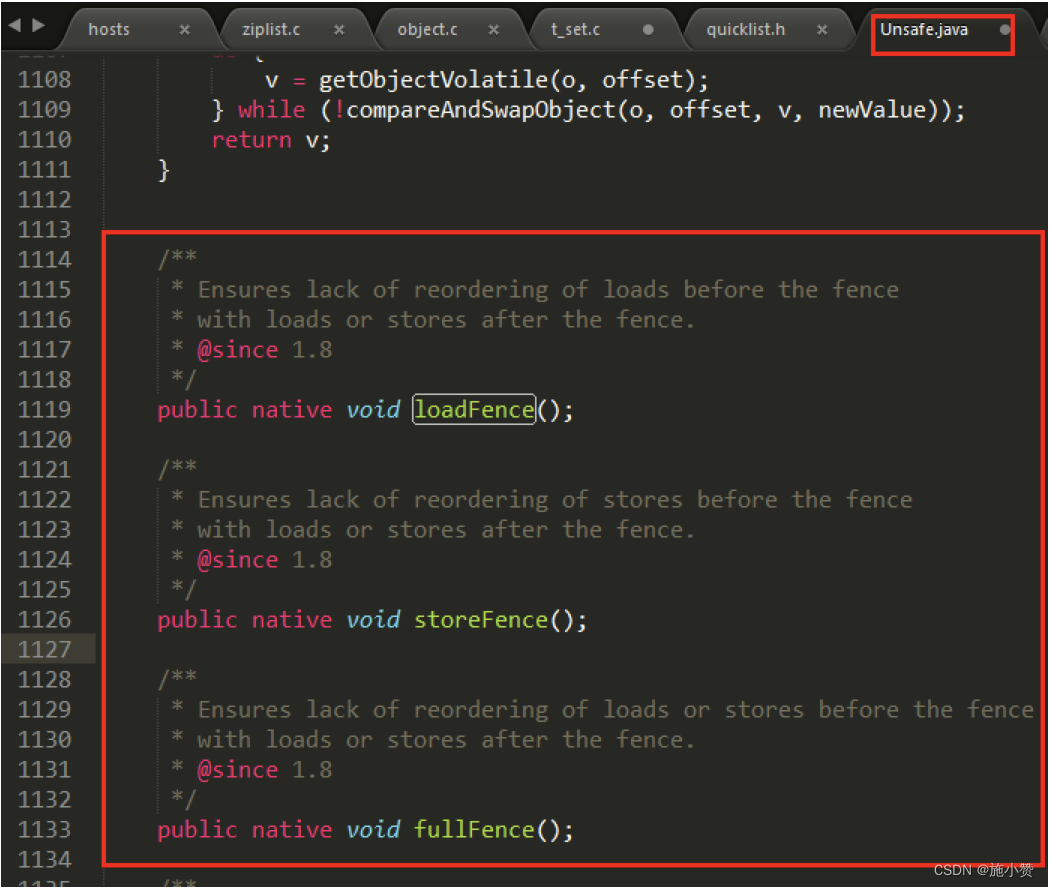 hosts × ziplist.c × object.c × t_set.c quicklist.h × Unsafe.java
1108 v = getObjectVolatile(o, offset);
1109 } while (!compareAndSwapObject(o, offset, v, newValue));
1110 return v;
1111 }
1112
1113
1114 /**
1115 * Ensures lack of reordering of loads before the fence
1116 * with loads or stores after the fence.
1117 * @since 1.8
1118 */
1119 public native void loadFence();
1120
1121 /**
1122 * Ensures lack of reordering of stores before the fence
1123 * with loads or stores after the fence.
1124 * @since 1.8
1125 */
1126 public native void storeFence();
1127
1128 /**
1129 * Ensures lack of reordering of loads or stores before the fence
1130 * with loads or stores after the fence.
1131 * @since 1.8
1132 */
1133 public native void fullFence();
1134
1135 /**
CSDN @施小赞